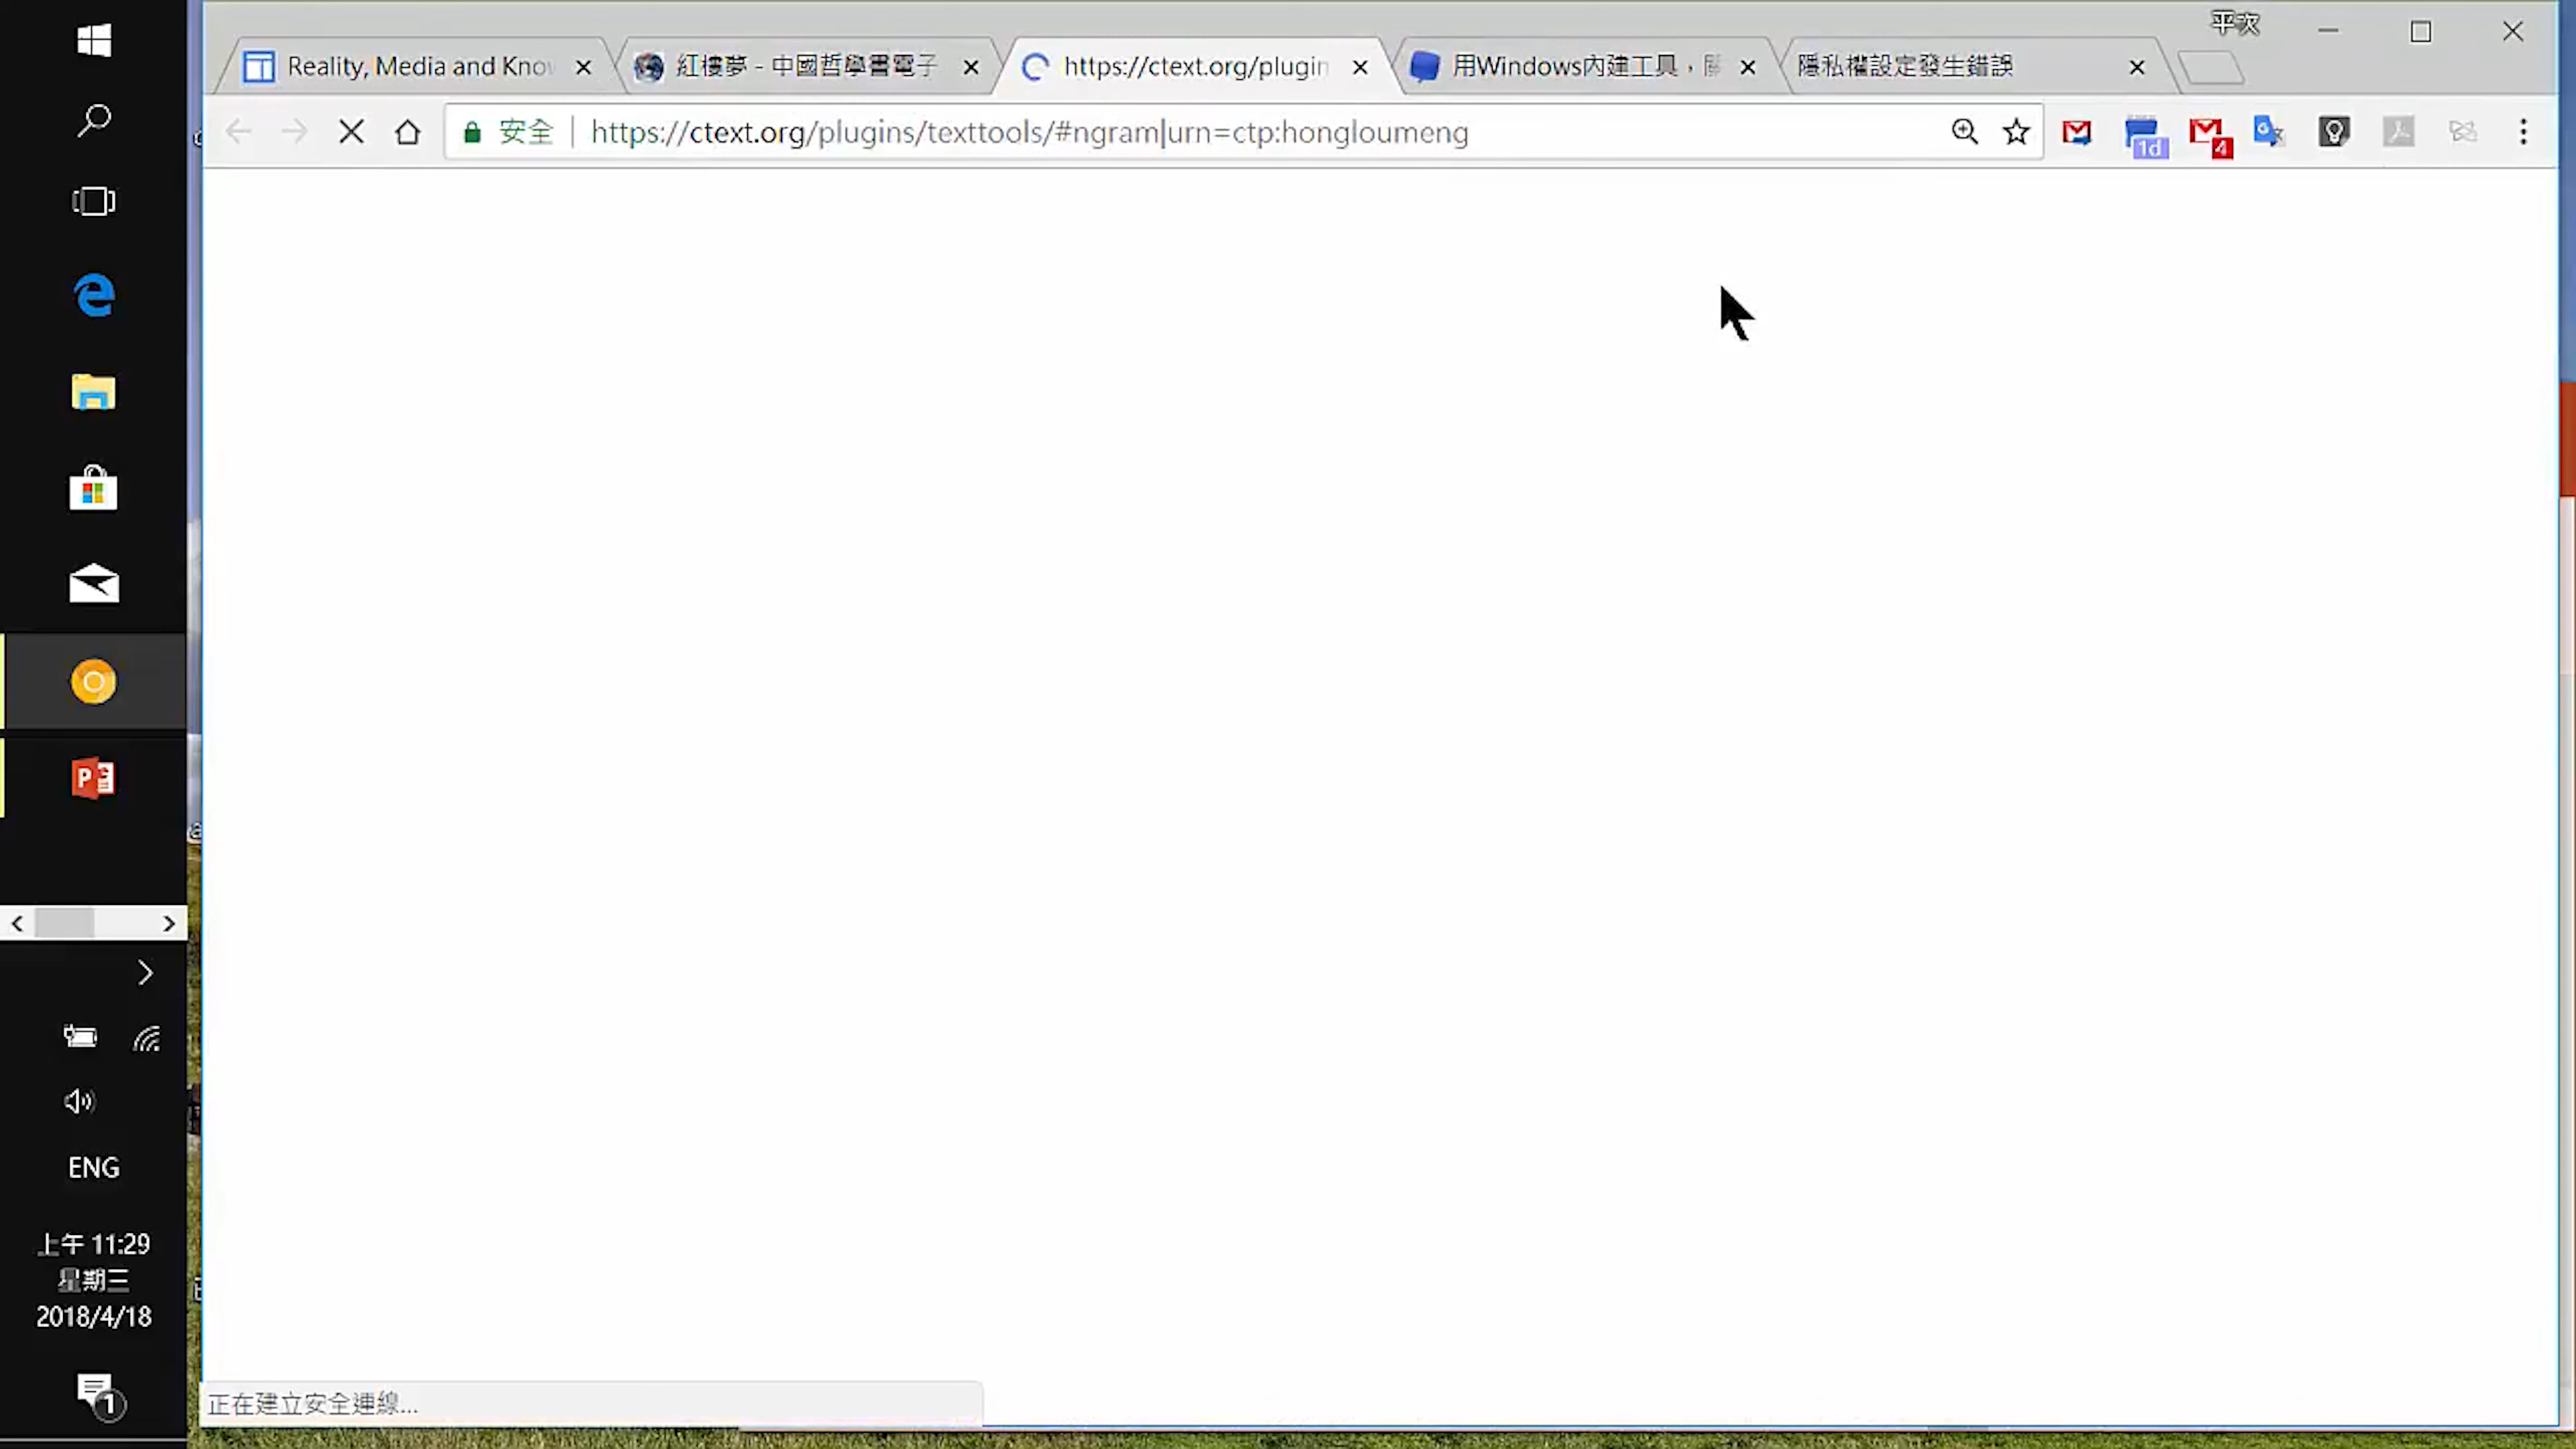 平次
Reality, Media and Know
紅樓夢 - 中國哲學書電子
https://ctext.org/plugin
用Windows內建工具，關
隱私權設定發生錯誤
安全
https://ctext.org/plugins/texttools/#ngram|urn=ctp:hongloumeng
1d
4
ENG
上午 11:29
星期三
2018/4/18
1
正在建立安全連線...